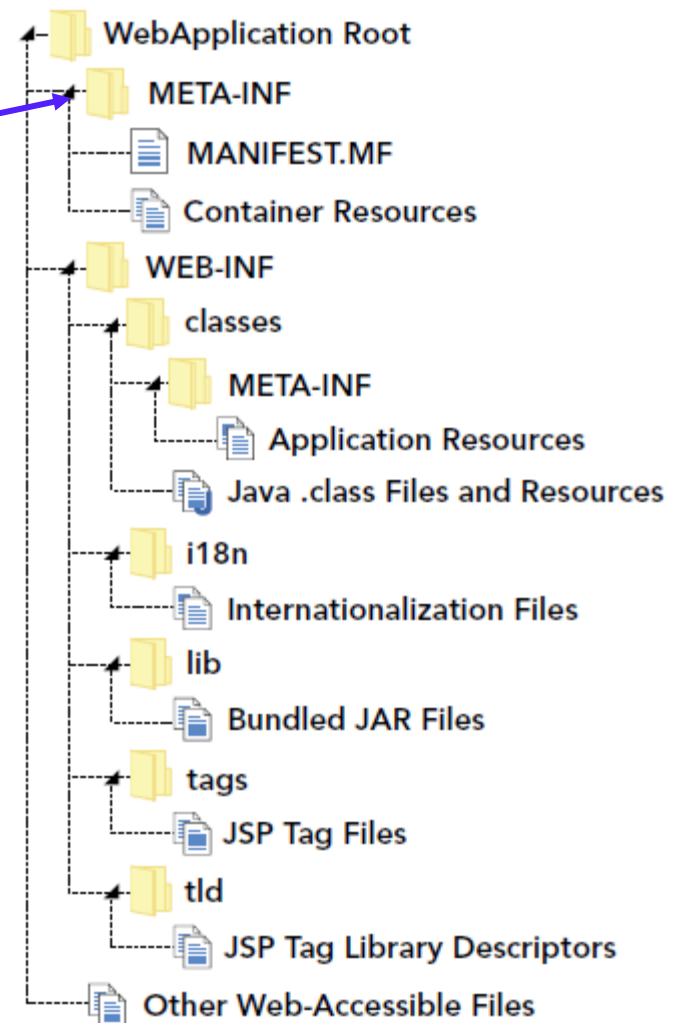 WebApplication Root
META-INF
MANIFEST.MF
Container Resources
WEB-INF
classes
META-INF
Application Resources
Java .class Files and Resources
i18n
Internationalization Files
lib
Bundled JAR Files
tags
JSP Tag Files
tld
JSP Tag Library Descriptors
Other Web-Accessible Files